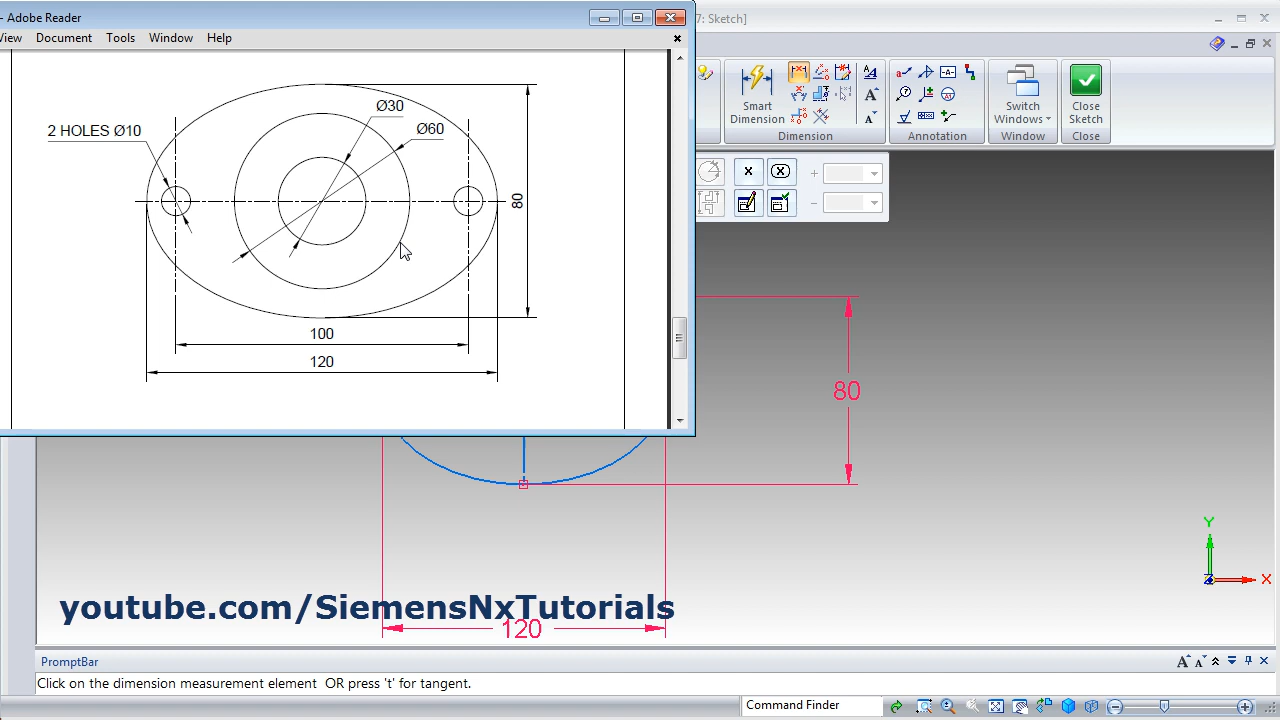 - Adobe Reader
7: Sketch]
View Document Tools Window Help
Smart
Dimension
Dimension
Annotation
Switch
Windows
Window
Close
Sketch
Close
Ø30
2 HOLES Ø10
Ø60
80
100
120
80
120
youtube.com/SiemensNxTutorials
Y
X
Z
PromptBar
Click on the dimension measurement element OR press 't' for tangent.
Command Finder